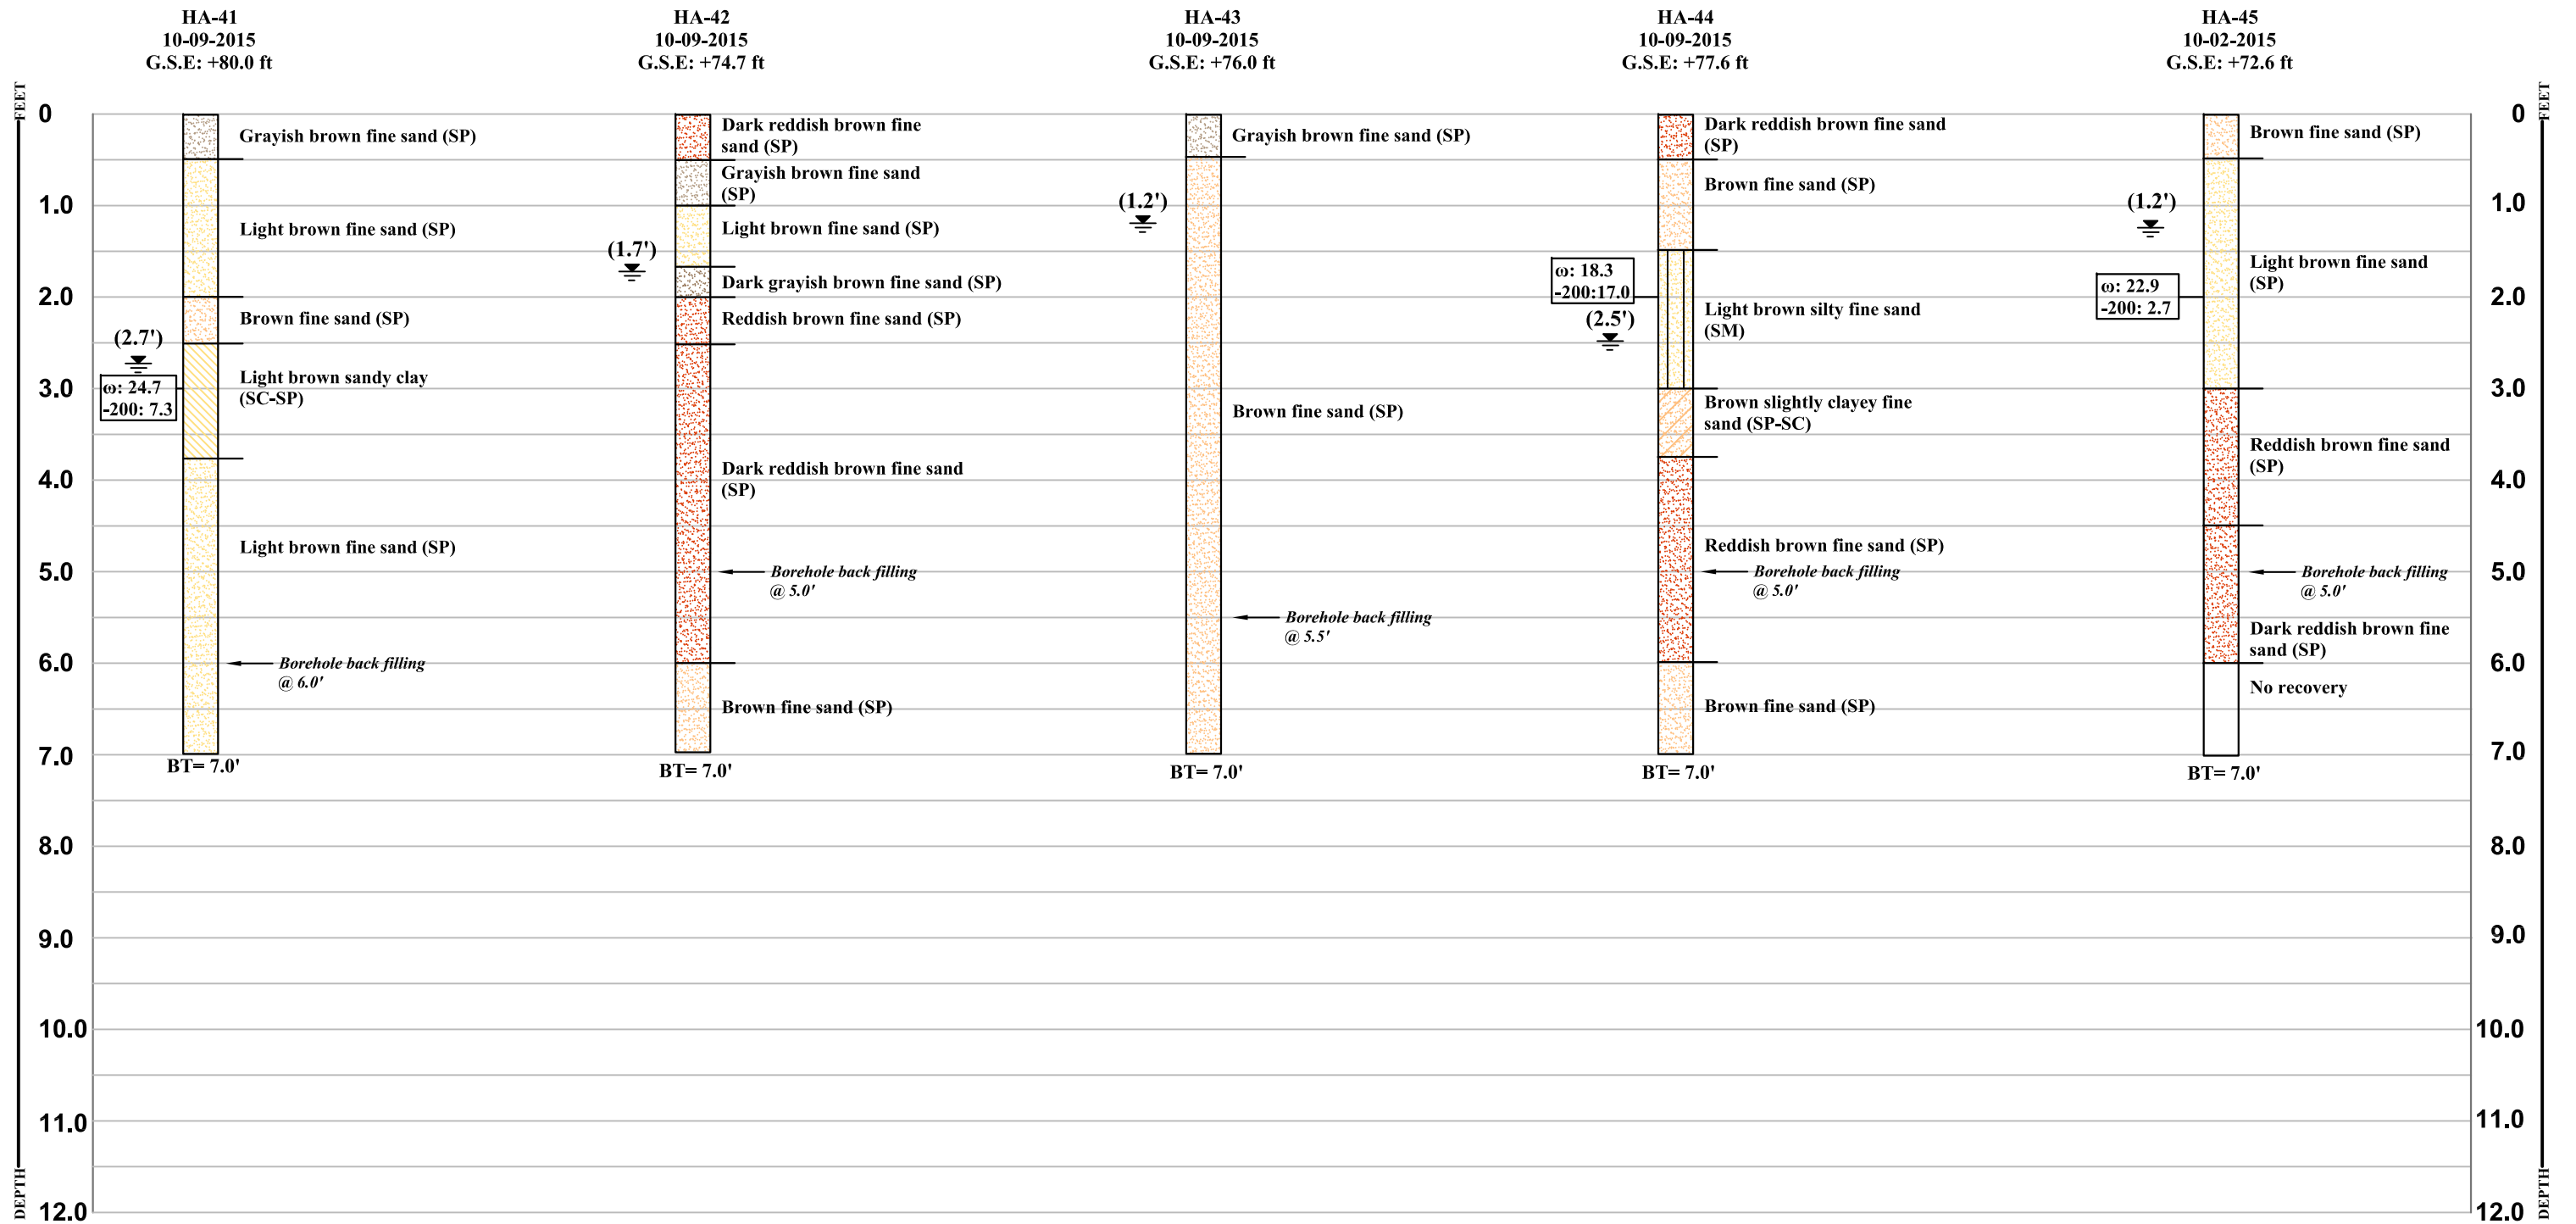 HA-41
10-09-2015
G.S.E: +80.0 ft
HA-42
10-09-2015
G.S.E: +74.7 ft
HA-43
10-09-2015
G.S.E: +76.0 ft
HA-44
10-09-2015
G.S.E: +77.6 ft
HA-45
10-02-2015
G.S.E: +72.6 ft
FEET
0
1.0
2.0
3.0
4.0
5.0
6.0
7.0
8.0
9.0
10.0
11.0
12.0
DEPTH
Grayish brown fine sand (SP)
Light brown fine sand (SP)
Brown fine sand (SP)
(2.7')
ω: 24.7
-200: 7.3
Light brown sandy clay
(SC-SP)
Light brown fine sand (SP)
Borehole back filling
@ 6.0'
BT= 7.0'
Dark reddish brown fine
sand (SP)
Grayish brown fine sand
(SP)
Light brown fine sand (SP)
(1.7')
Dark grayish brown fine sand (SP)
Reddish brown fine sand (SP)
Dark reddish brown fine sand
(SP)
Borehole back filling
@ 5.0'
Brown fine sand (SP)
BT= 7.0'
Grayish brown fine sand (SP)
(1.2')
Brown fine sand (SP)
Borehole back filling
@ 5.5'
BT= 7.0'
Dark reddish brown fine sand
(SP)
Brown fine sand (SP)
ω: 18.3
-200:17.0
(2.5')
Light brown silty fine sand
(SM)
Brown slightly clayey fine
sand (SP-SC)
Reddish brown fine sand (SP)
Borehole back filling
@ 5.0'
Brown fine sand (SP)
BT= 7.0'
Brown fine sand (SP)
(1.2')
Light brown fine sand
(SP)
ω: 22.9
-200: 2.7
Reddish brown fine sand
(SP)
Borehole back filling
@ 5.0'
Dark reddish brown fine
sand (SP)
No recovery
BT= 7.0'
FEET
0
1.0
2.0
3.0
4.0
5.0
6.0
7.0
8.0
9.0
10.0
11.0
12.0
DEPTH